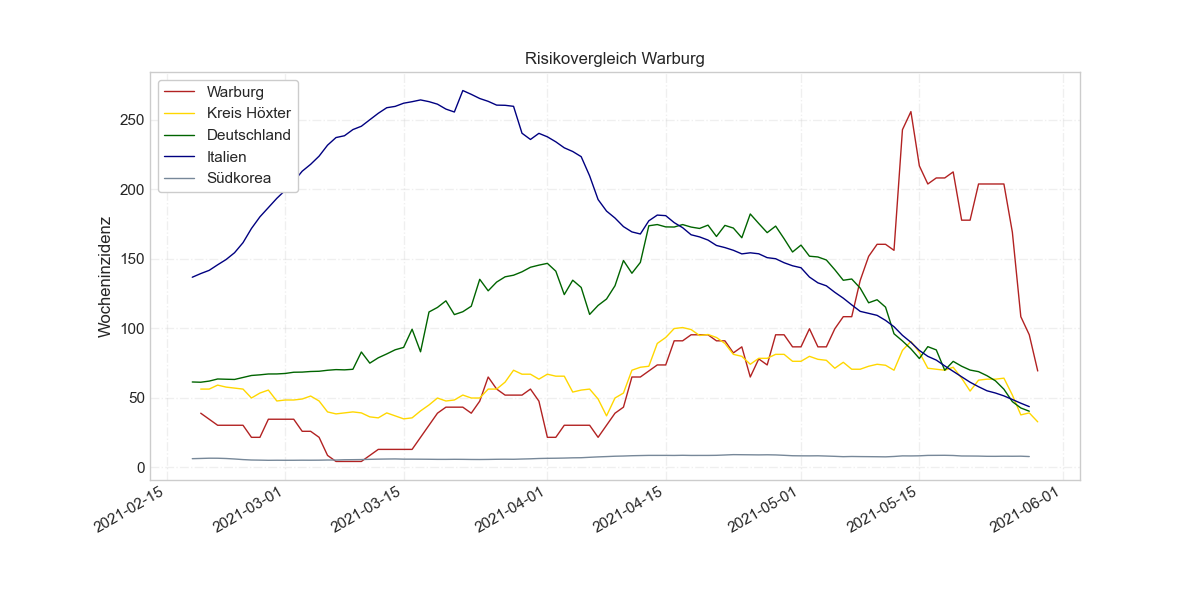 Risikovergleich Warburg
Warburg
Kreis Höxter
Deutschland
Italien
Südkorea
Wocheninzidenz
250
200
150
100
50
0
2021-02-15
2021-03-01
2021-03-15
2021-04-01
2021-04-15
2021-05-01
2021-05-15
2021-06-01